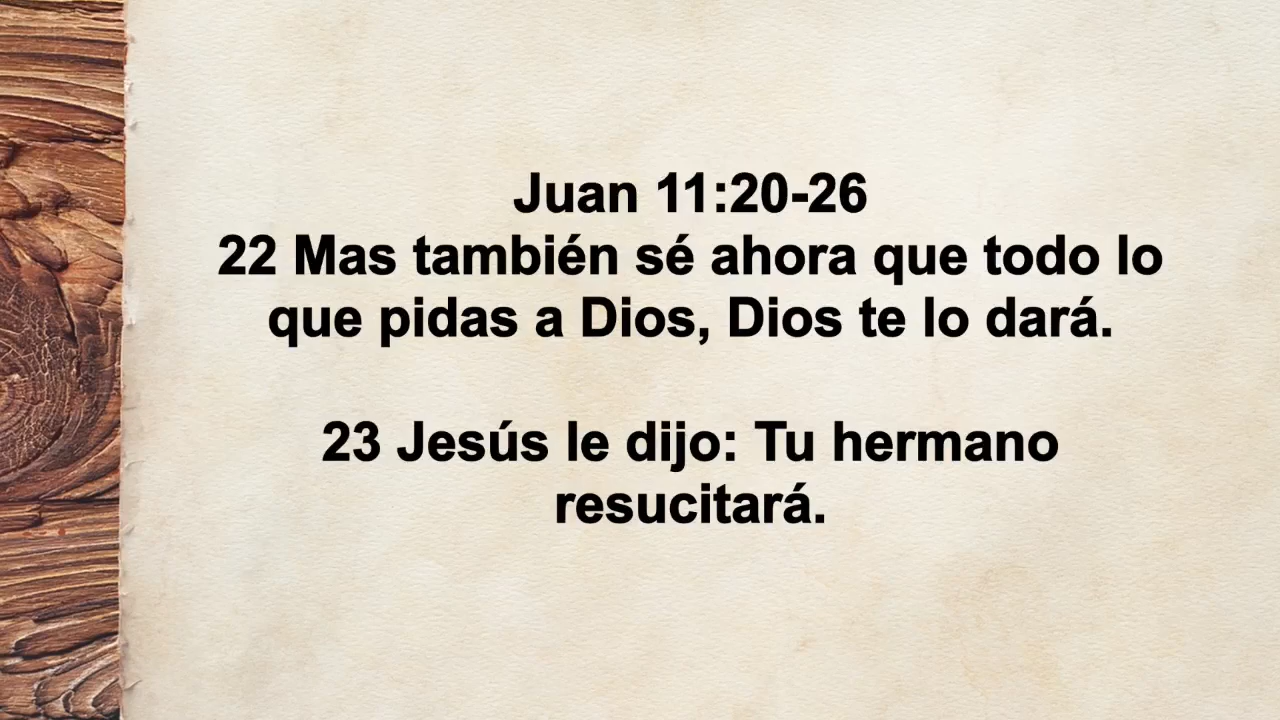 Juan 11:20-26
22 Mas también sé ahora que todo lo
que pidas a Dios, Dios te lo dará.
23 Jesús le dijo: Tu hermano
resucitará.